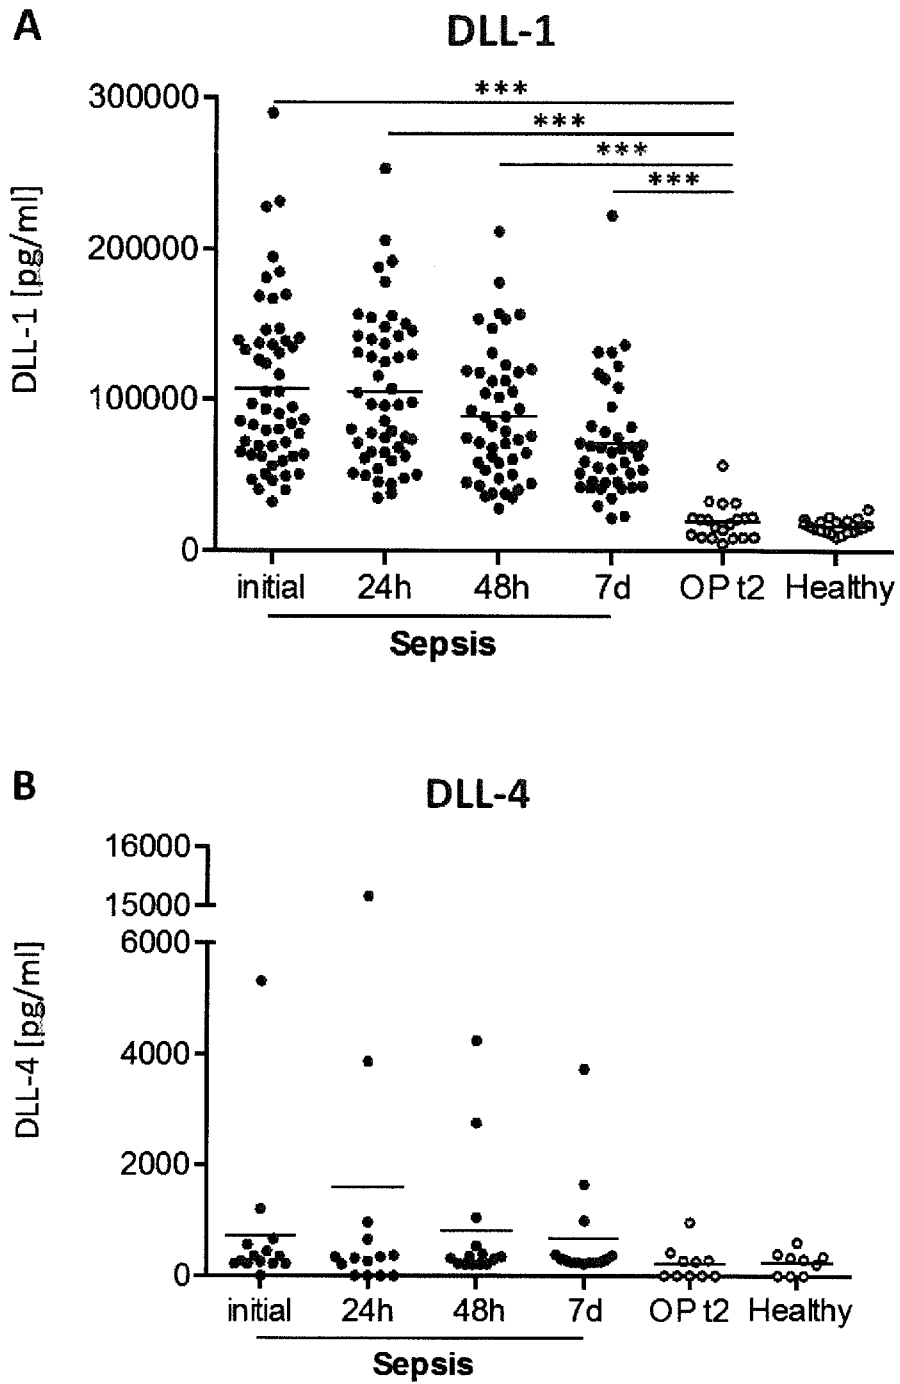 A
DLL-1
DLL-1 [pg/ml]
300000
200000
100000
0
***
***
***
***
initial 24h 48h 7d OP t2 Healthy
Sepsis
B
DLL-4
DLL-4 [pg/ml]
16000
15000
6000
4000
2000
0
initial 24h 48h 7d OP t2 Healthy
Sepsis